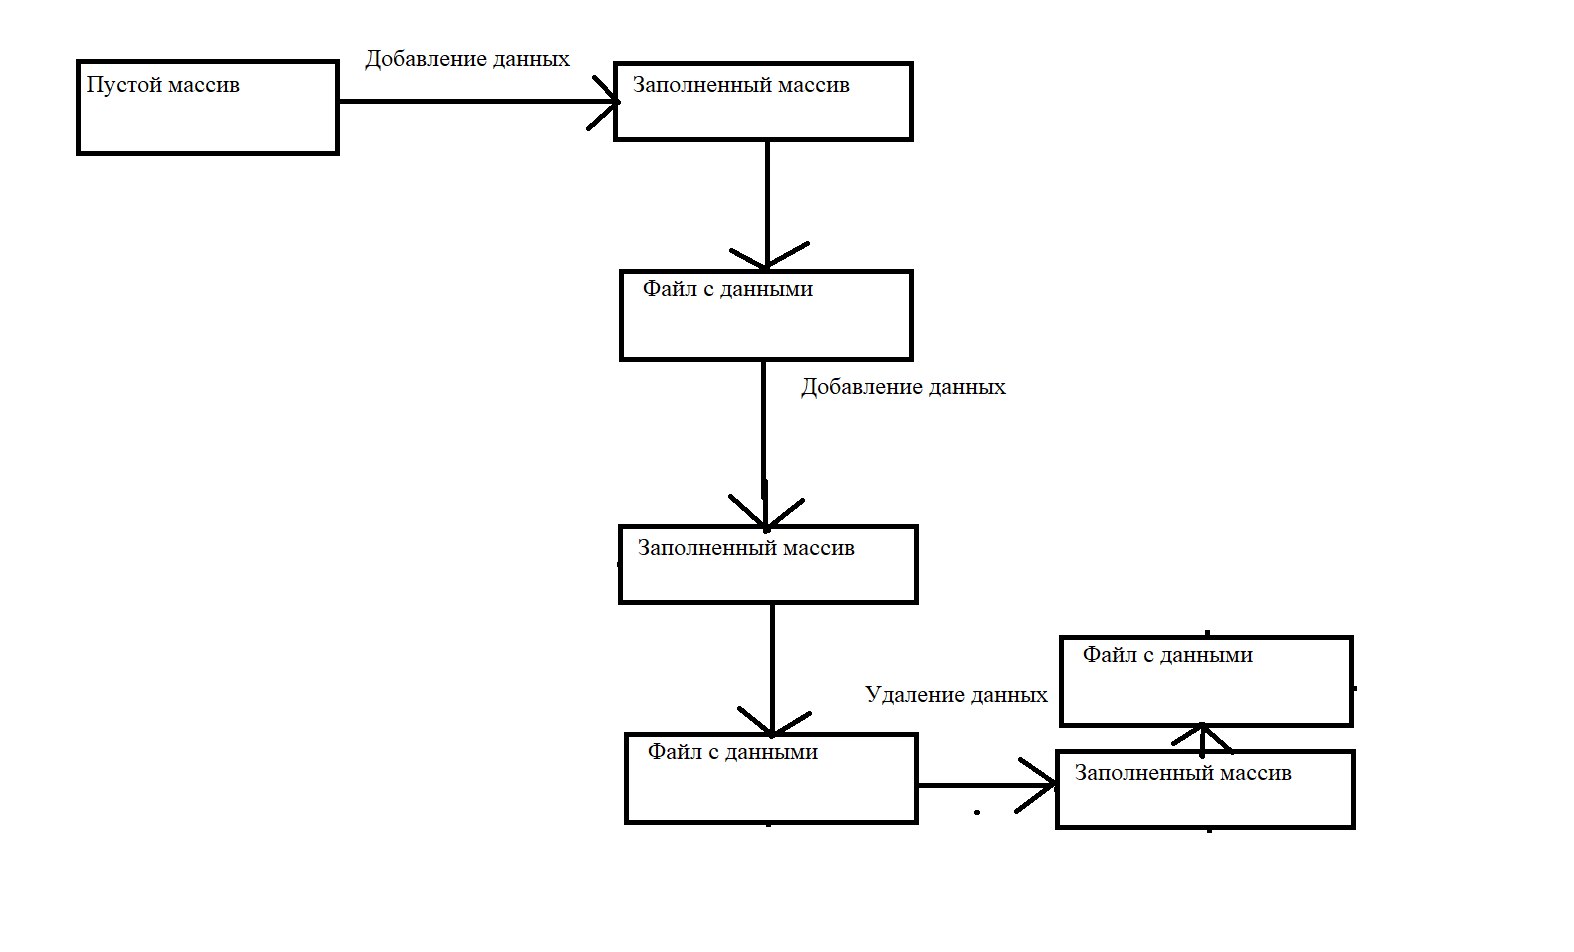 Добавление данных
Пустой массив
Заполненный массив
Файл с данными
Добавление данных
Заполненный массив
Файл с данными
Удаление данных
Файл с данными
Заполненный массив